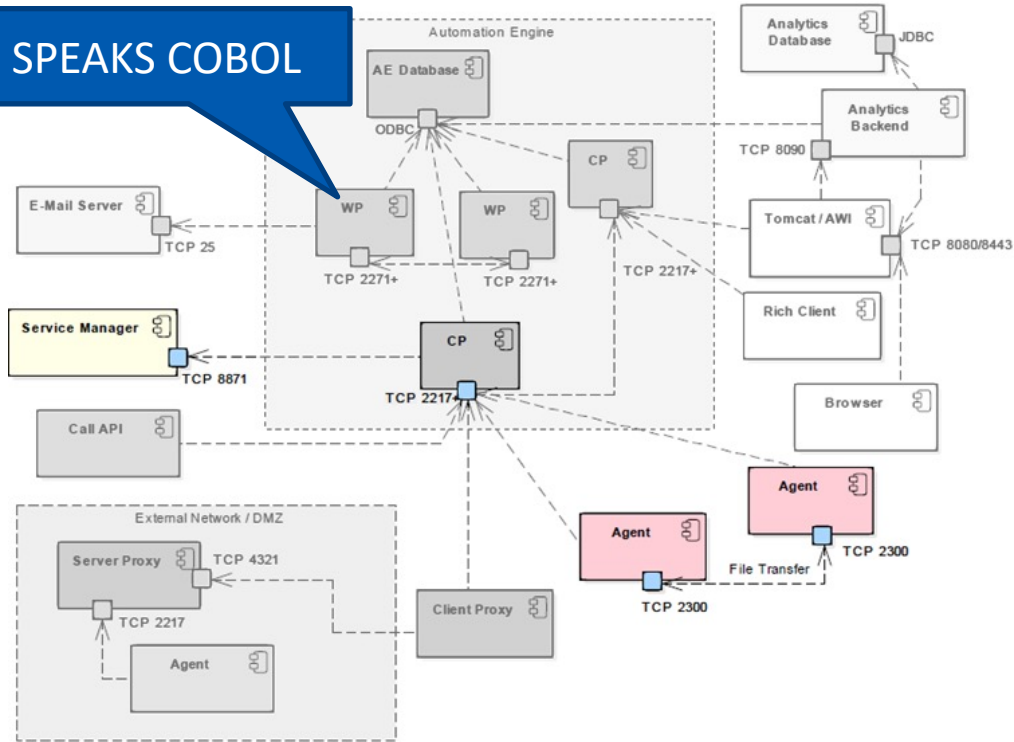 SPEAKS COBOL
Automation Engine
AE Database
ODBC
CP
WP
WP
TCP 2271+
TCP 2271+
TCP 2217+
CP
TCP 2217+
Analytics
Database
JDBC
Analytics
Backend
TCP 8090
Tomcat / AWI
TCP 8080/8443
Rich Client
Browser
E-Mail Server
TCP 25
Service Manager
TCP 8871
Call API
External Network / DMZ
Server Proxy
TCP 4321
TCP 2217
Agent
Client Proxy
Agent
TCP 2300
File Transfer
Agent
TCP 2300